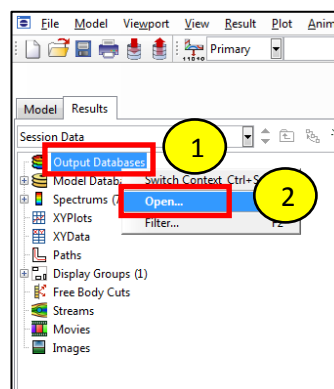 File Model Viewport View Result Plot Anim
Primary
Model Results
Session Data
Output Databases
1
Model Datab Switch Context Ctrl+S
Spectrums (7
Open...
2
XYPlots
Filter... F2
XYData
Paths
Display Groups (1)
Free Body Cuts
Streams
Movies
Images